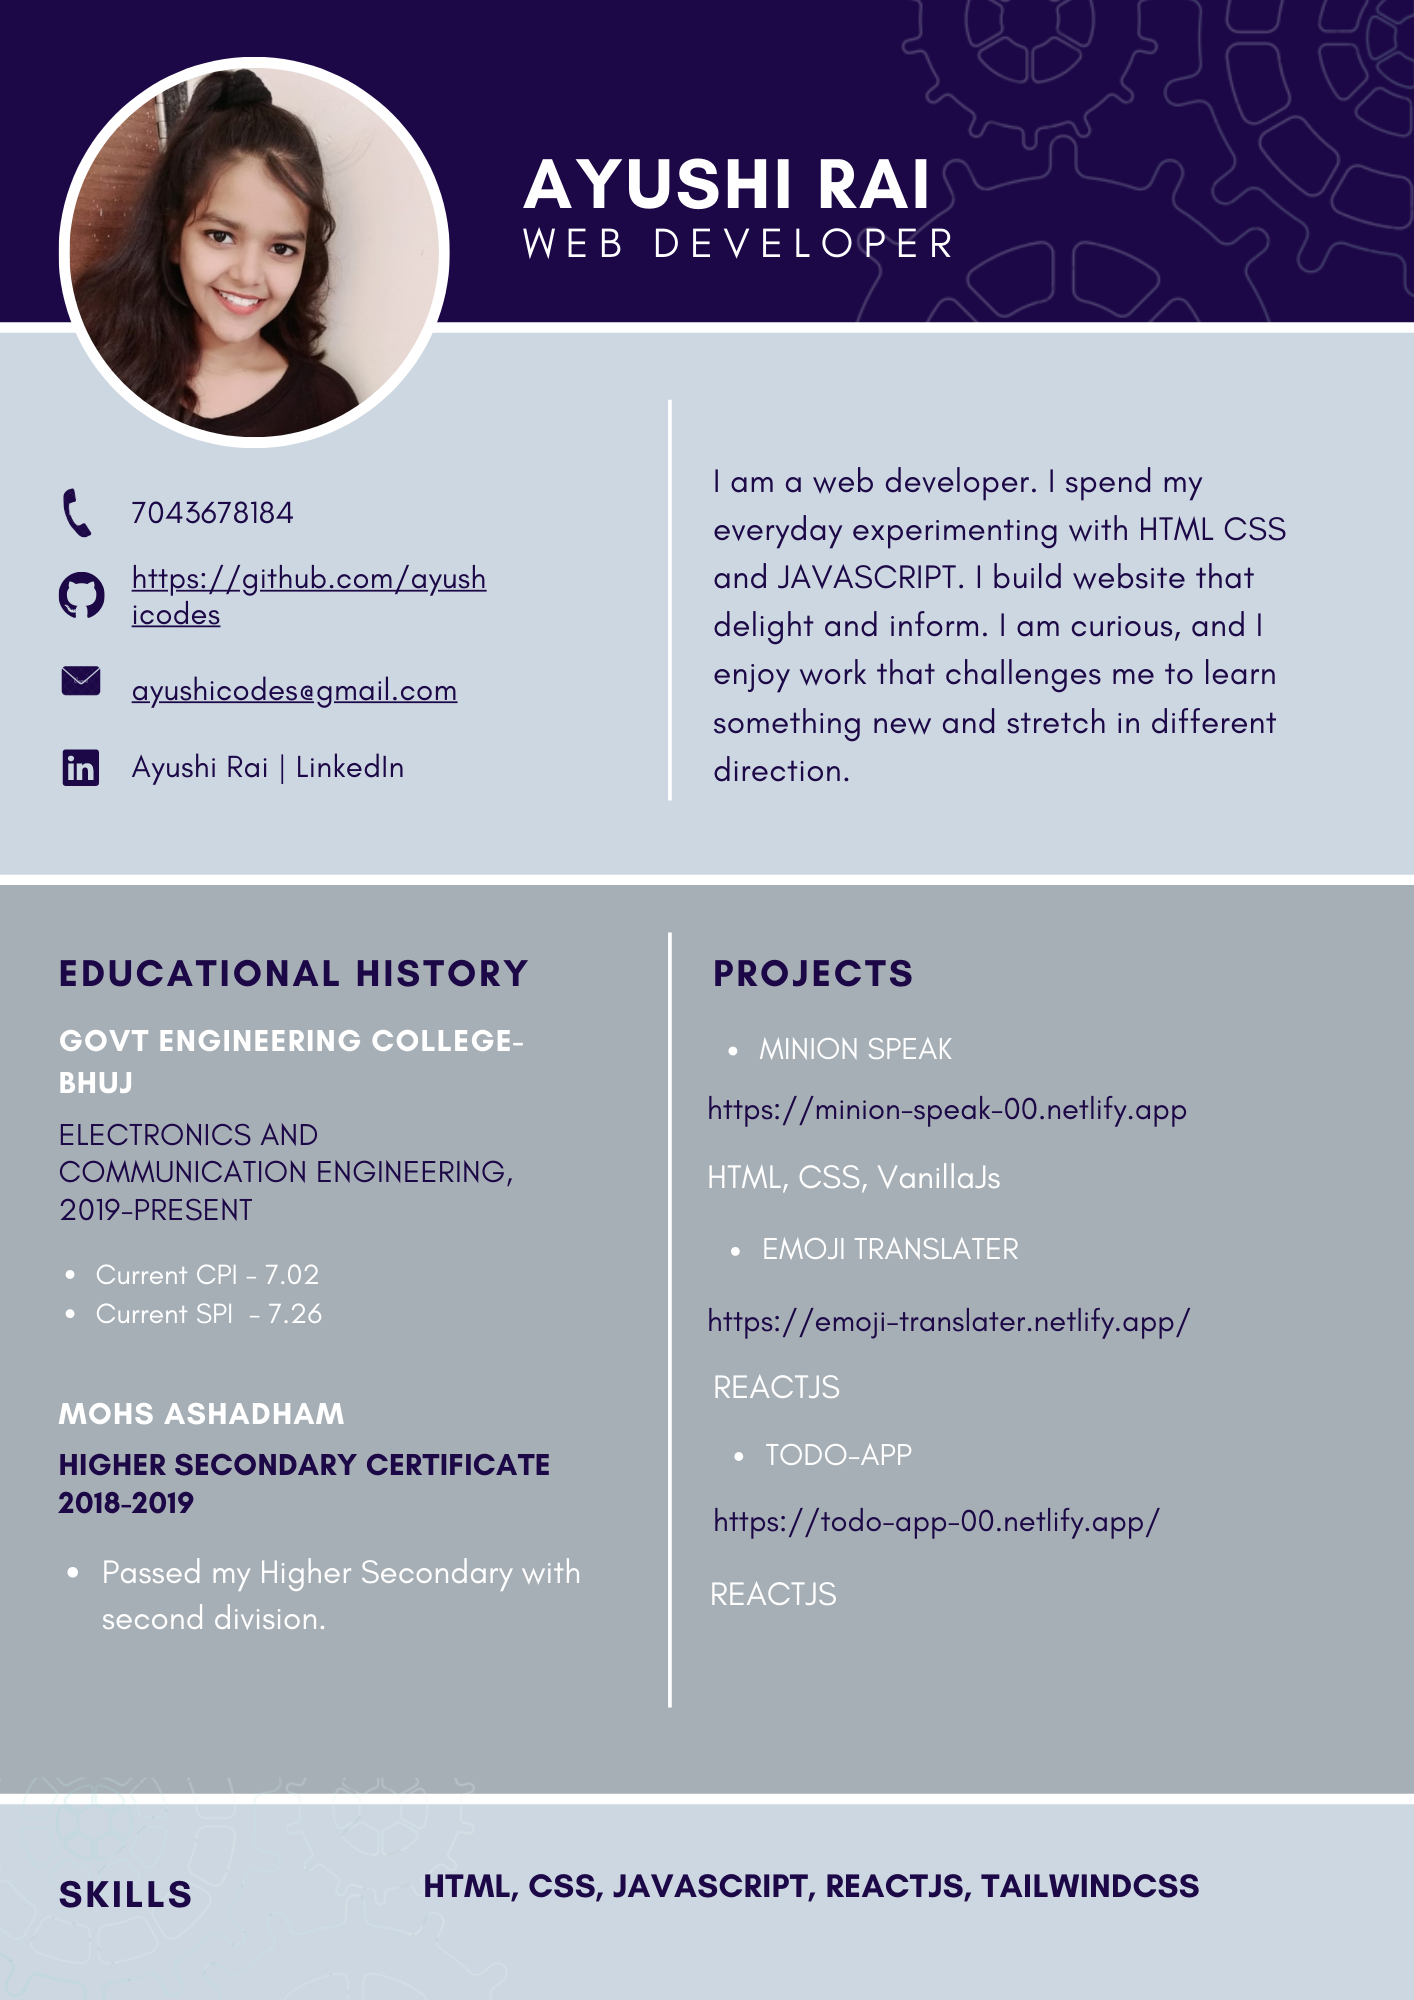 AYUSHI RAI
WEB DEVELOPER
7043678184
https://github.com/ayush
icodes
ayushicodes@gmail.com
Ayushi Rai | LinkedIn
I am a web developer. I spend my
everyday experimenting with HTML CSS
and JAVASCRIPT. I build website that
delight and inform. I am curious, and I
enjoy work that challenges me to learn
something new and stretch in different
direction.
EDUCATIONAL HISTORY
GOVT ENGINEERING COLLEGE-
BHUJ
ELECTRONICS AND
COMMUNICATION ENGINEERING,
2019-PRESENT
• Current CPI - 7.02
• Current SPI  - 7.26
MOHS ASHADHAM
HIGHER SECONDARY CERTIFICATE
2018-2019
• Passed my Higher Secondary with
second division.
PROJECTS
• MINION SPEAK
https://minion-speak-00.netlify.app
HTML, CSS, VanillaJs
• EMOJI TRANSLATER
https://emoji-translater.netlify.app/
REACTJS
• TODO-APP
https://todo-app-00.netlify.app/
REACTJS
SKILLS
HTML, CSS, JAVASCRIPT, REACTJS, TAILWINDCSS